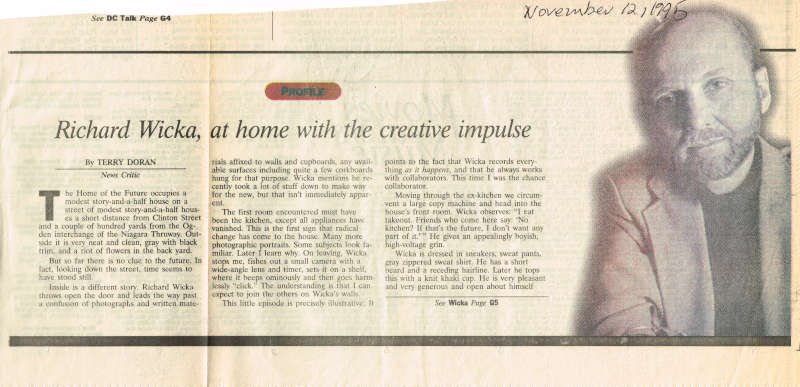 See DC Talk Page G4
November 12, 1995
PROFILE
Richard Wicka, at home with the creative impulse
By TERRY DORAN
News Critic
The Home of the Future occupies a
modest story-and-a-half house on a
street of modest story-and-a-half hous-
es a short distance from Clinton Street
and a couple of hundred yards from the Og-
den interchange of the Niagara Throway. Out-
side it is very neat and clean, gray with black
trim, and a riot of flowers in the back yard.
But so far there is no clue to the future. In
fact, looking down the street, time seems to
have stood still.
Inside is a different story. Richard Wicka
throws open the door and leads the way past
a confusion of photographs and written mate-
rials affixed to walls and cupboards, any avail-
able surfaces including quite a few corkboards
hung for that purpose. Wicka mentions he re-
cently took a lot of stuff down to make way
for the new, but that isn't immediately appar-
ent.
The first room encountered must have
been the kitchen, except all appliances have
vanished. This is the first sign that radical
change has come to the house. Many more
photographic portraits. Some subjects look fa-
miliar. Later I learn why. On leaving, Wicka
stops me, fishes out a small camera with a
wide-angle lens and timer, sets it on a shelf,
where it beeps ominously and then goes harm-
lessly "click." The understanding is that I can
expect to join the others on Wicka's walls.
This little episode is precisely illustrative: It
points to the fact that Wicka records every-
thing as it happens, and that he always works
with collaborators. This time I was the chance
collaborator.
Moving through the ex-kitchen we circum-
vent a large copy machine and head into the
house's front room. Wicka observes: "I eat
takeout. Friends who come here say: 'No
kitchen? If that's the future, I don't want any
part of it.'" He gives an appealingly boyish,
high-voltage grin.
Wicka is dressed in sneakers, sweat pants,
gray zippered sweat shirt. He has a short
beard and a receding hairline. Later he tops
this with a knit khaki cap. He is very pleasant
and very generous and open about himself
See Wicka Page G5